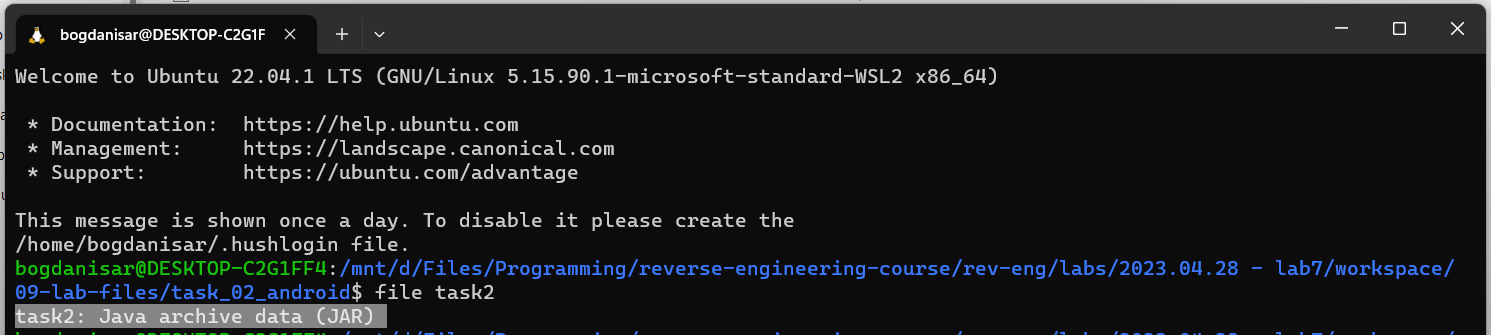 bogdanisar@DESKTOP-C2G1F
Welcome to Ubuntu 22.04.1 LTS (GNU/Linux 5.15.90.1-microsoft-standard-WSL2 x86_64)
* Documentation:  https://help.ubuntu.com
* Management:     https://landscape.canonical.com
* Support:        https://ubuntu.com/advantage
This message is shown once a day. To disable it please create the
/home/bogdanisar/.hushlogin file.
bogdanisar@DESKTOP-C2G1FF4:/mnt/d/Files/Programming/reverse-engineering-course/rev-eng/labs/2023.04.28 - lab7/workspace/
09-lab-files/task_02_android$ file task2
task2: Java archive data (JAR)